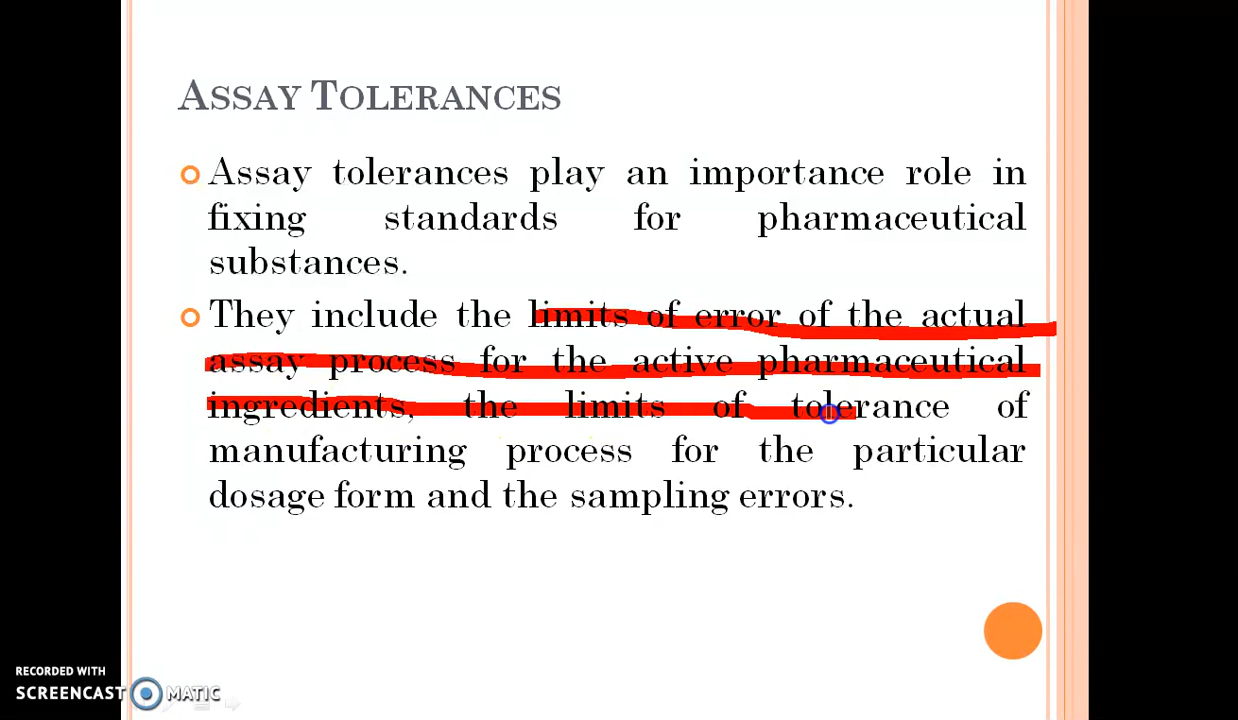 ASSAY TOLERANCES
Assay tolerances play an importance role in
fixing standards for pharmaceutical
substances.
They include the limits of error of the actual
assay process for the active pharmaceutical
ingredients, the limits of tolerance of
manufacturing process for the particular
dosage form and the sampling errors.
RECORDED WITH
SCREENCAST MATIC